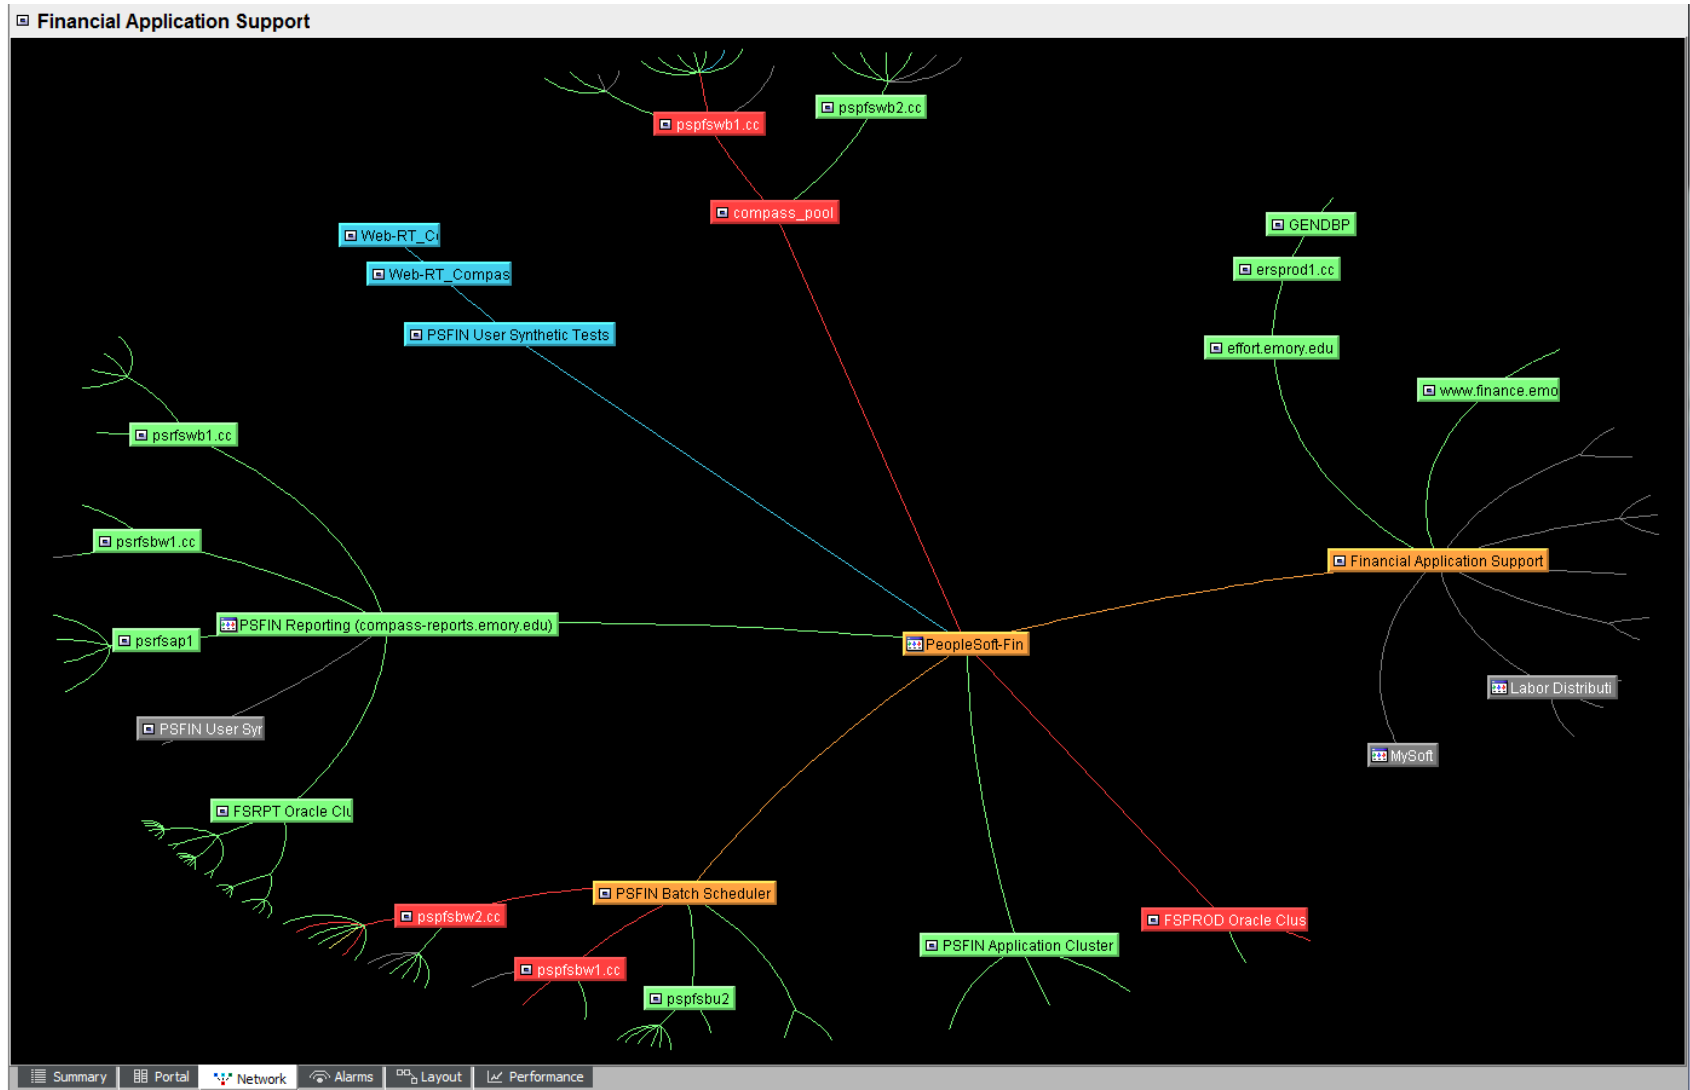 Financial Application Support
pspfswb1.cc
pspfswb2.cc
compass_pool
Web-RT_C
Web-RT_Compas
PSFIN User Synthetic Tests
GENDBP
ersprod1.cc
effort.emory.edu
www.finance.emo
psrfswb1.cc
psrfsbw1.cc
PSFIN Reporting (compass-reports.emory.edu)
psrfsap1
PeopleSoft-Fin
Financial Application Support
Labor Distributi
PSFIN User Syr
MySoft
FSRPT Oracle Clu
PSFIN Batch Scheduler
pspfsbw2.cc
FSPROD Oracle Clus
PSFIN Application Cluster
pspfsbw1.cc
pspfsbu2
Summary Portal Network Alarms Layout Performance